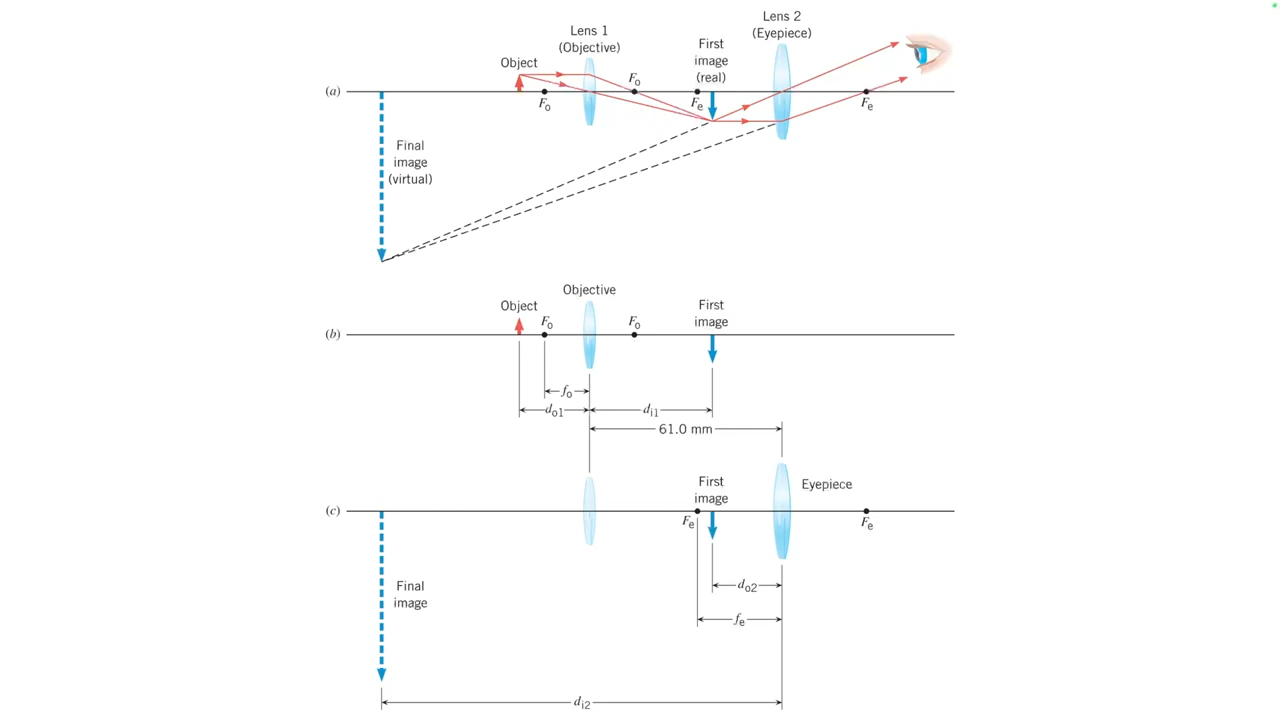 Lens 2
(Eyepiece)
Lens 1
(Objective)
First
image
(real)
Object
Fo
(a)
Fo
Fe
Fe
Final
image
(virtual)
Objective
Object
First
image
Fo
Fo
(b)
fo
do1
di1
61.0 mm
First
image
Eyepiece
(c)
Fe
Fe
Final
image
do2
fe
di2